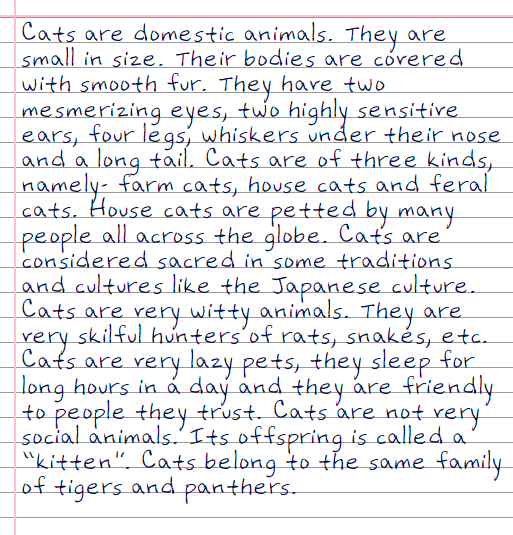 Cats are domestic animals. They are
small in size. Their bodies are covered
with smooth fur. They have two
mesmerizing eyes, two highly sensitive
ears, four legs, whiskers under their nose
and a long tail. Cats are of three kinds,
namely- farm cats, house cats and feral
cats. House cats are petted by many
people all across the globe. Cats are
considered sacred in some traditions
and cultures like the Japanese culture.
Cats are very witty animals. They are
very skilful hunters of rats, snakes, etc.
Cats are very lazy pets, they sleep for
long hours in a day and they are friendly
to people they trust. Cats are not very
social animals. Its offspring is called a
"kitten". Cats belong to the same family
of tigers and panthers.